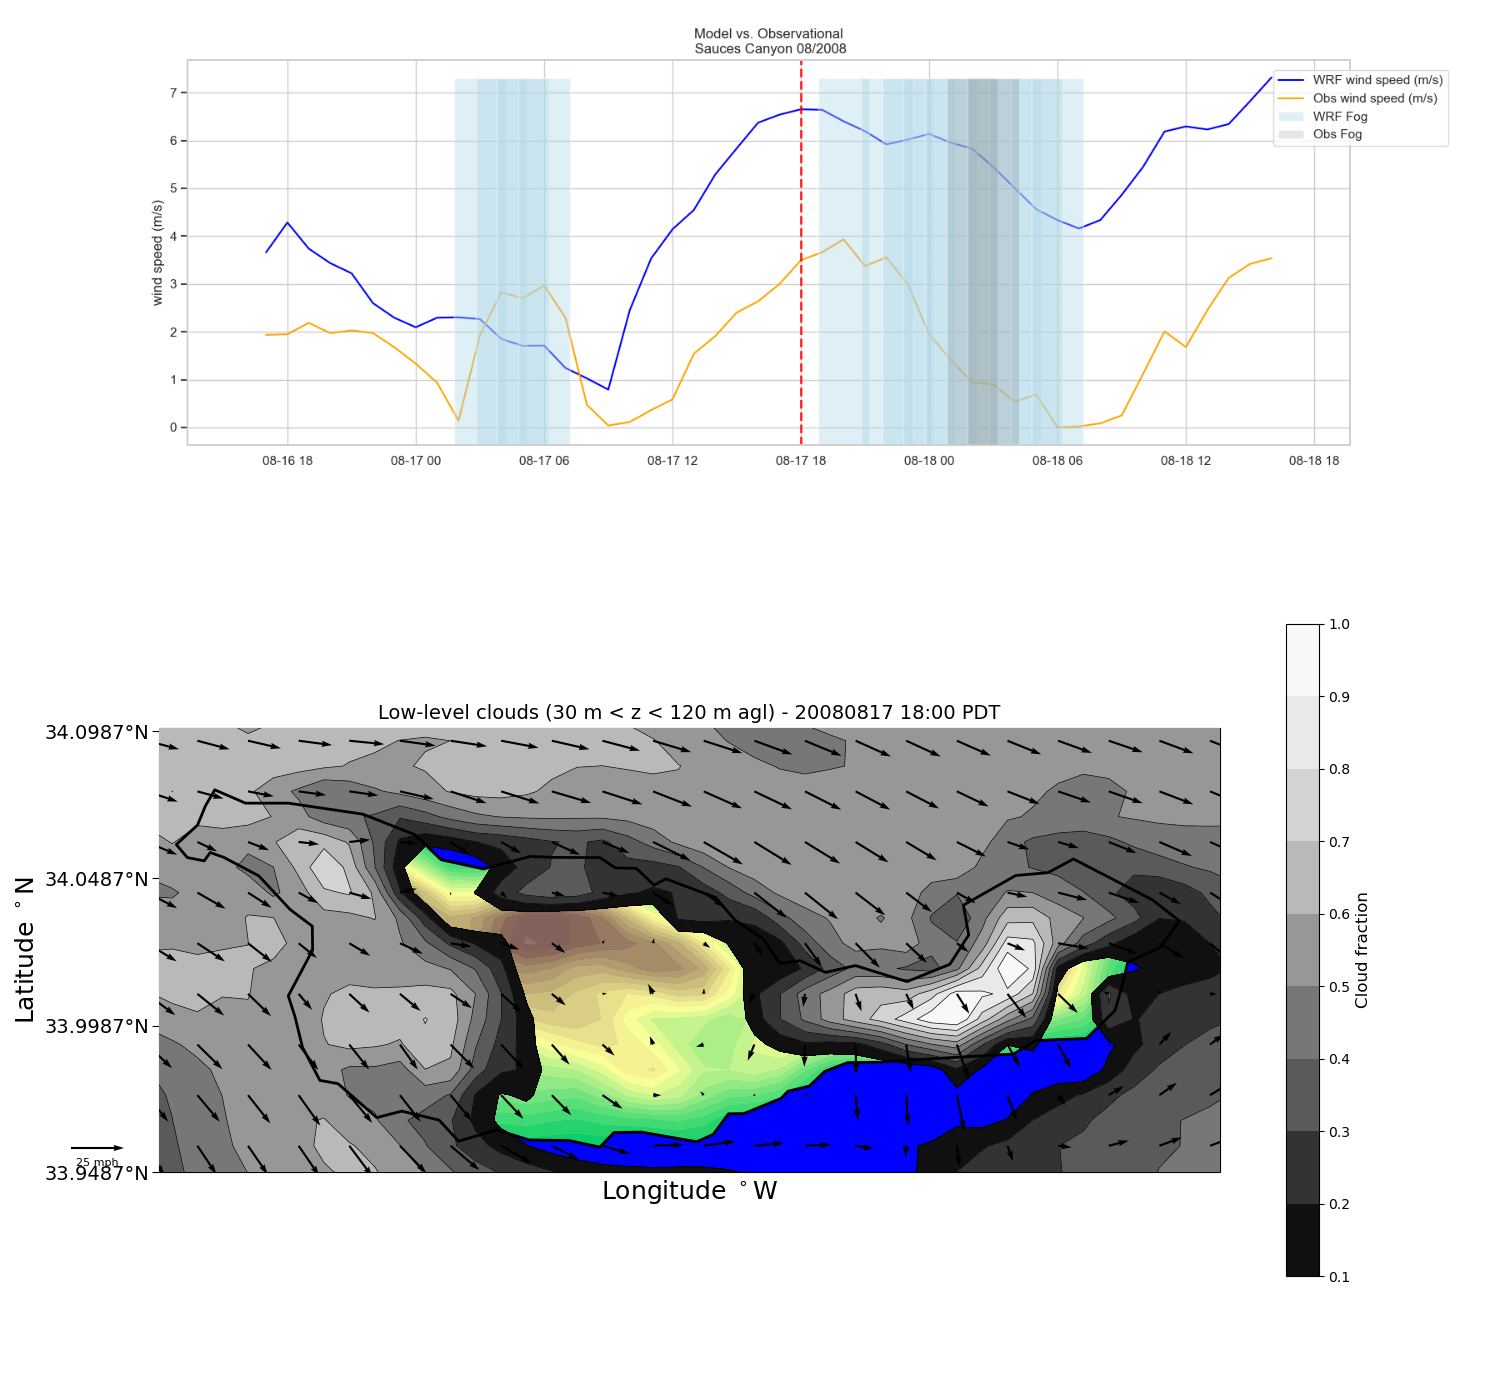 Model vs. Observational
Sauces Canyon 08/2008
7
6
5
4
3
2
1
0
wind speed (m/s)
WRF wind speed (m/s)
Obs wind speed (m/s)
WRF Fog
Obs Fog
08-16 18
08-17 00
08-17 06
08-17 12
08-17 18
08-18 00
08-18 06
08-18 12
08-18 18
Low-level clouds (30 m < z < 120 m agl) - 20080817 18:00 PDT
34.0987°N
34.0487°N
33.9987°N
33.9487°N
Latitude °N
25 mph
Longitude °W
1.0
0.9
0.8
0.7
0.6
0.5
0.4
0.3
0.2
0.1
Cloud fraction